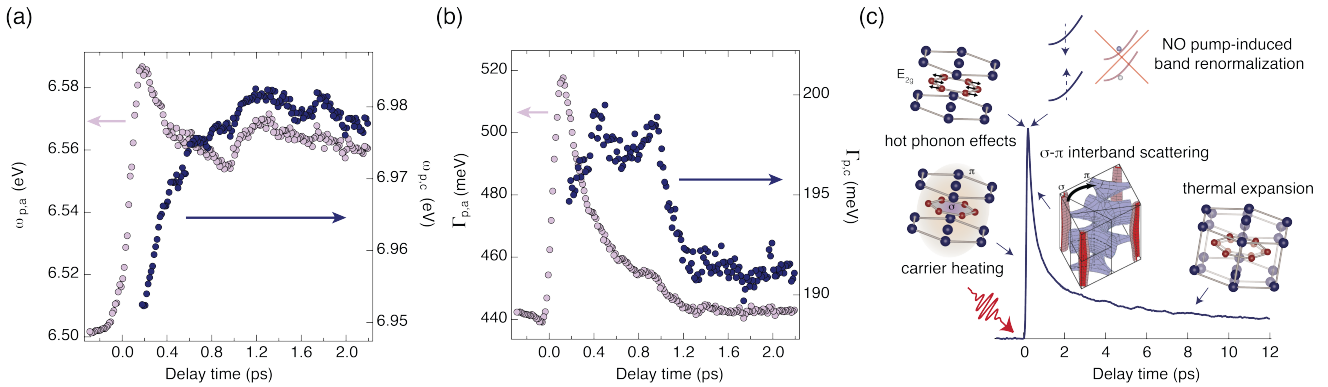 (a)
6.58
6.56
6.54
6.52
6.50
ωp,a (eV)
6.98
6.97
6.96
6.95
ωp,c (eV)
0.0 0.4 0.8 1.2 1.6 2.0
Delay time (ps)
(b)
520
500
480
460
440
Γp,a (meV)
200
195
190
Γp,c (meV)
0.0 0.4 0.8 1.2 1.6 2.0
Delay time (ps)
(c)
NO pump-induced
band renormalization
E2g
hot phonon effects
σ-π interband scattering
π
σ
carrier heating
σ
π
thermal expansion
0 2 4 6 8 10 12
Delay time (ps)